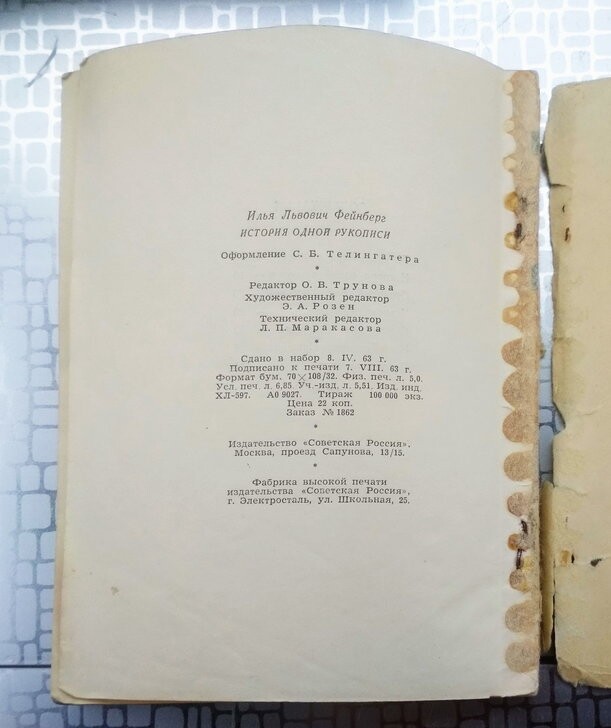 Илья Львович Фейнберг
ИСТОРИЯ ОДНОЙ РУКОПИСИ
Оформление С. Б. Телингатера
*
Редактор О. В. Трунова
Художественный редактор
Э. А. Розен
Технический редактор
Л. П. Маракасова
*
Сдано в набор 8. IV. 63 г.
Подписано к печати 7. VIII. 63 г.
Формат бум. 70×108/32. Физ. печ. л. 5,0.
Усл. печ. л. 6,85 Уч.-изд. л. 5,51. Изд. инд.
ХЛ-597. А0 9027. Тираж 100 000 экз.
Цена 22 коп.
Заказ № 1862
*
Издательство «Советская Россия».
Москва, проезд Сапунова, 13/15.
*
Фабрика высокой печати
издательства «Советская Россия»,
г. Электросталь, ул. Школьная, 25.